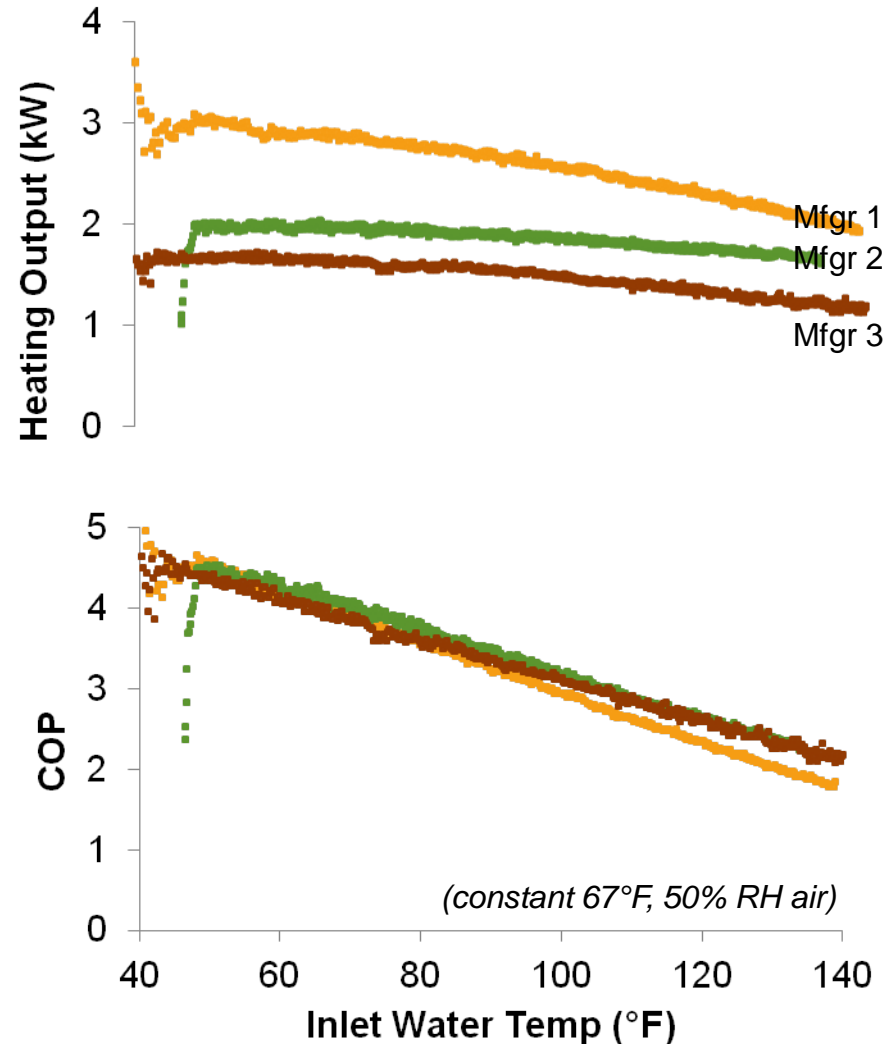 4
3
2
1
0
Heating Output (kW)
Mfgr 1
Mfgr 2
Mfgr 3
5
4
3
2
1
0
COP
(constant 67°F, 50% RH air)
40 60 80 100 120 140
Inlet Water Temp (°F)